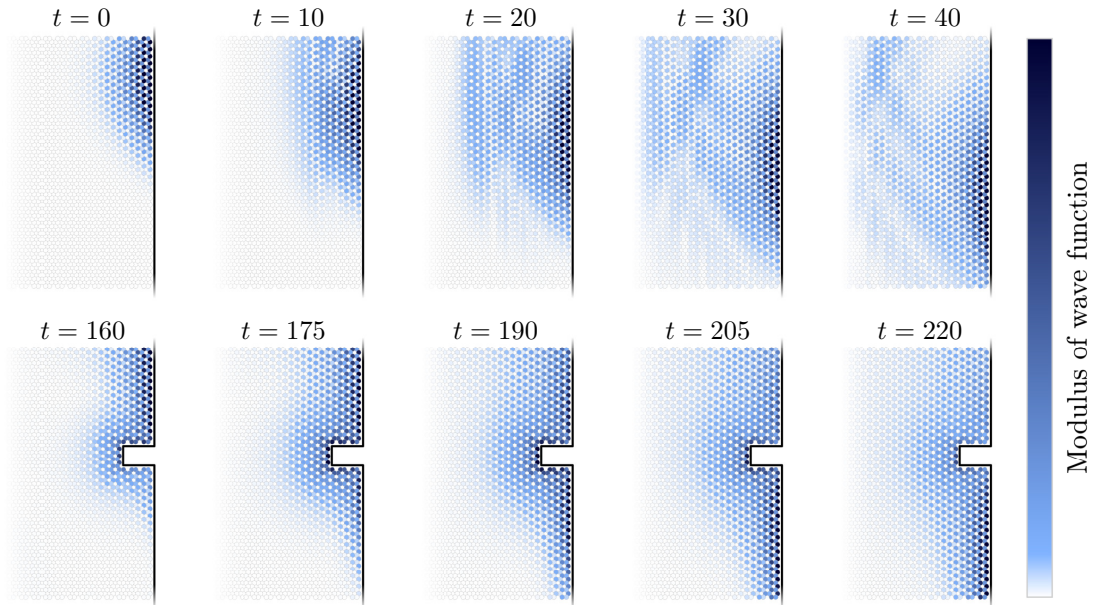 t = 0
t = 10
t = 20
t = 30
t = 40
t = 160
t = 175
t = 190
t = 205
t = 220
Modulus of wave function